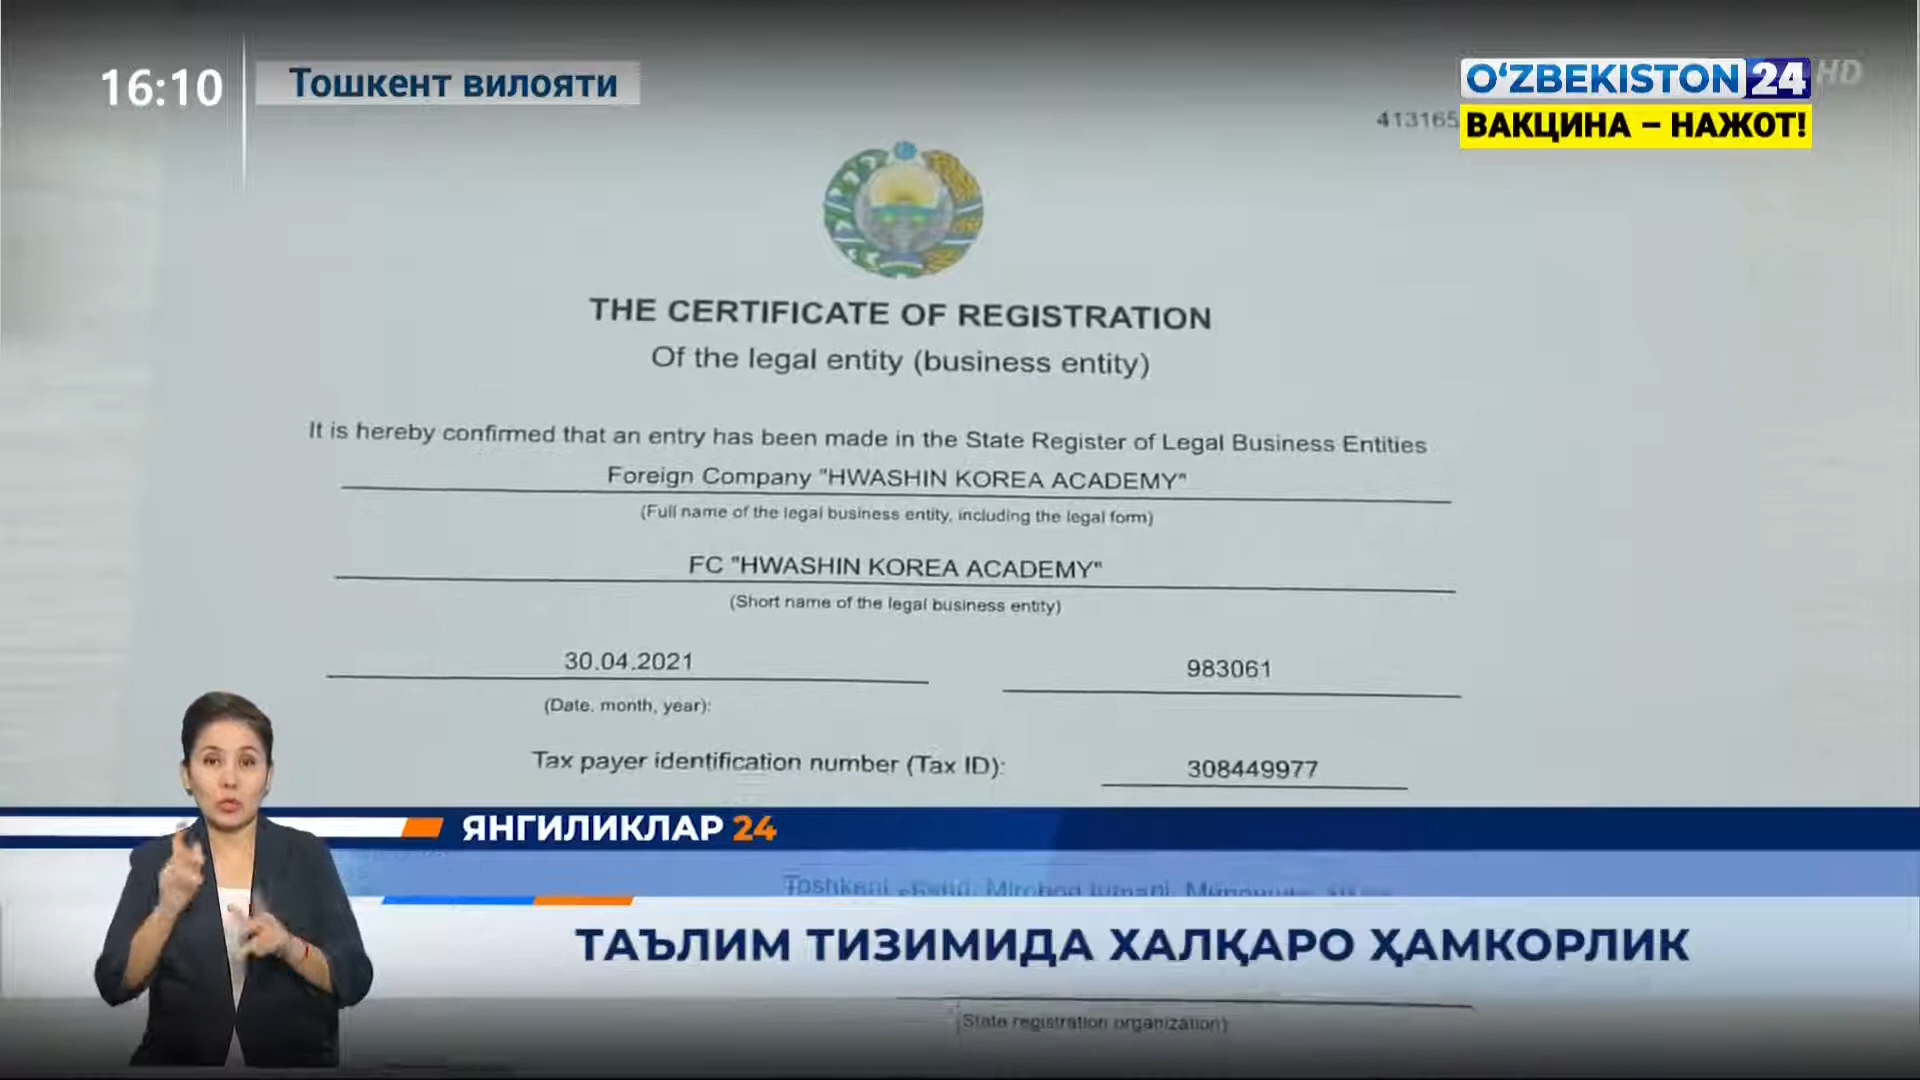 16:10
Тошкент вилояти
O‘ZBEKISTON 24 HD
ВАКЦИНА – НАЖОТ!
413165
THE CERTIFICATE OF REGISTRATION
Of the legal entity (business entity)
It is hereby confirmed that an entry has been made in the State Register of Legal Business Entities
Foreign Company "HWASHIN KOREA ACADEMY"
(Full name of the legal business entity, including the legal form)
FC "HWASHIN KOREA ACADEMY"
(Short name of the legal business entity)
30.04.2021 983061
(Date, month, year):
Tax payer identification number (Tax ID): 308449977
ЯНГИЛИКЛАР 24
ТАЪЛИМ ТИЗИМИДА ХАЛҚАРО ҲАМКОРЛИК
(State registration organization)